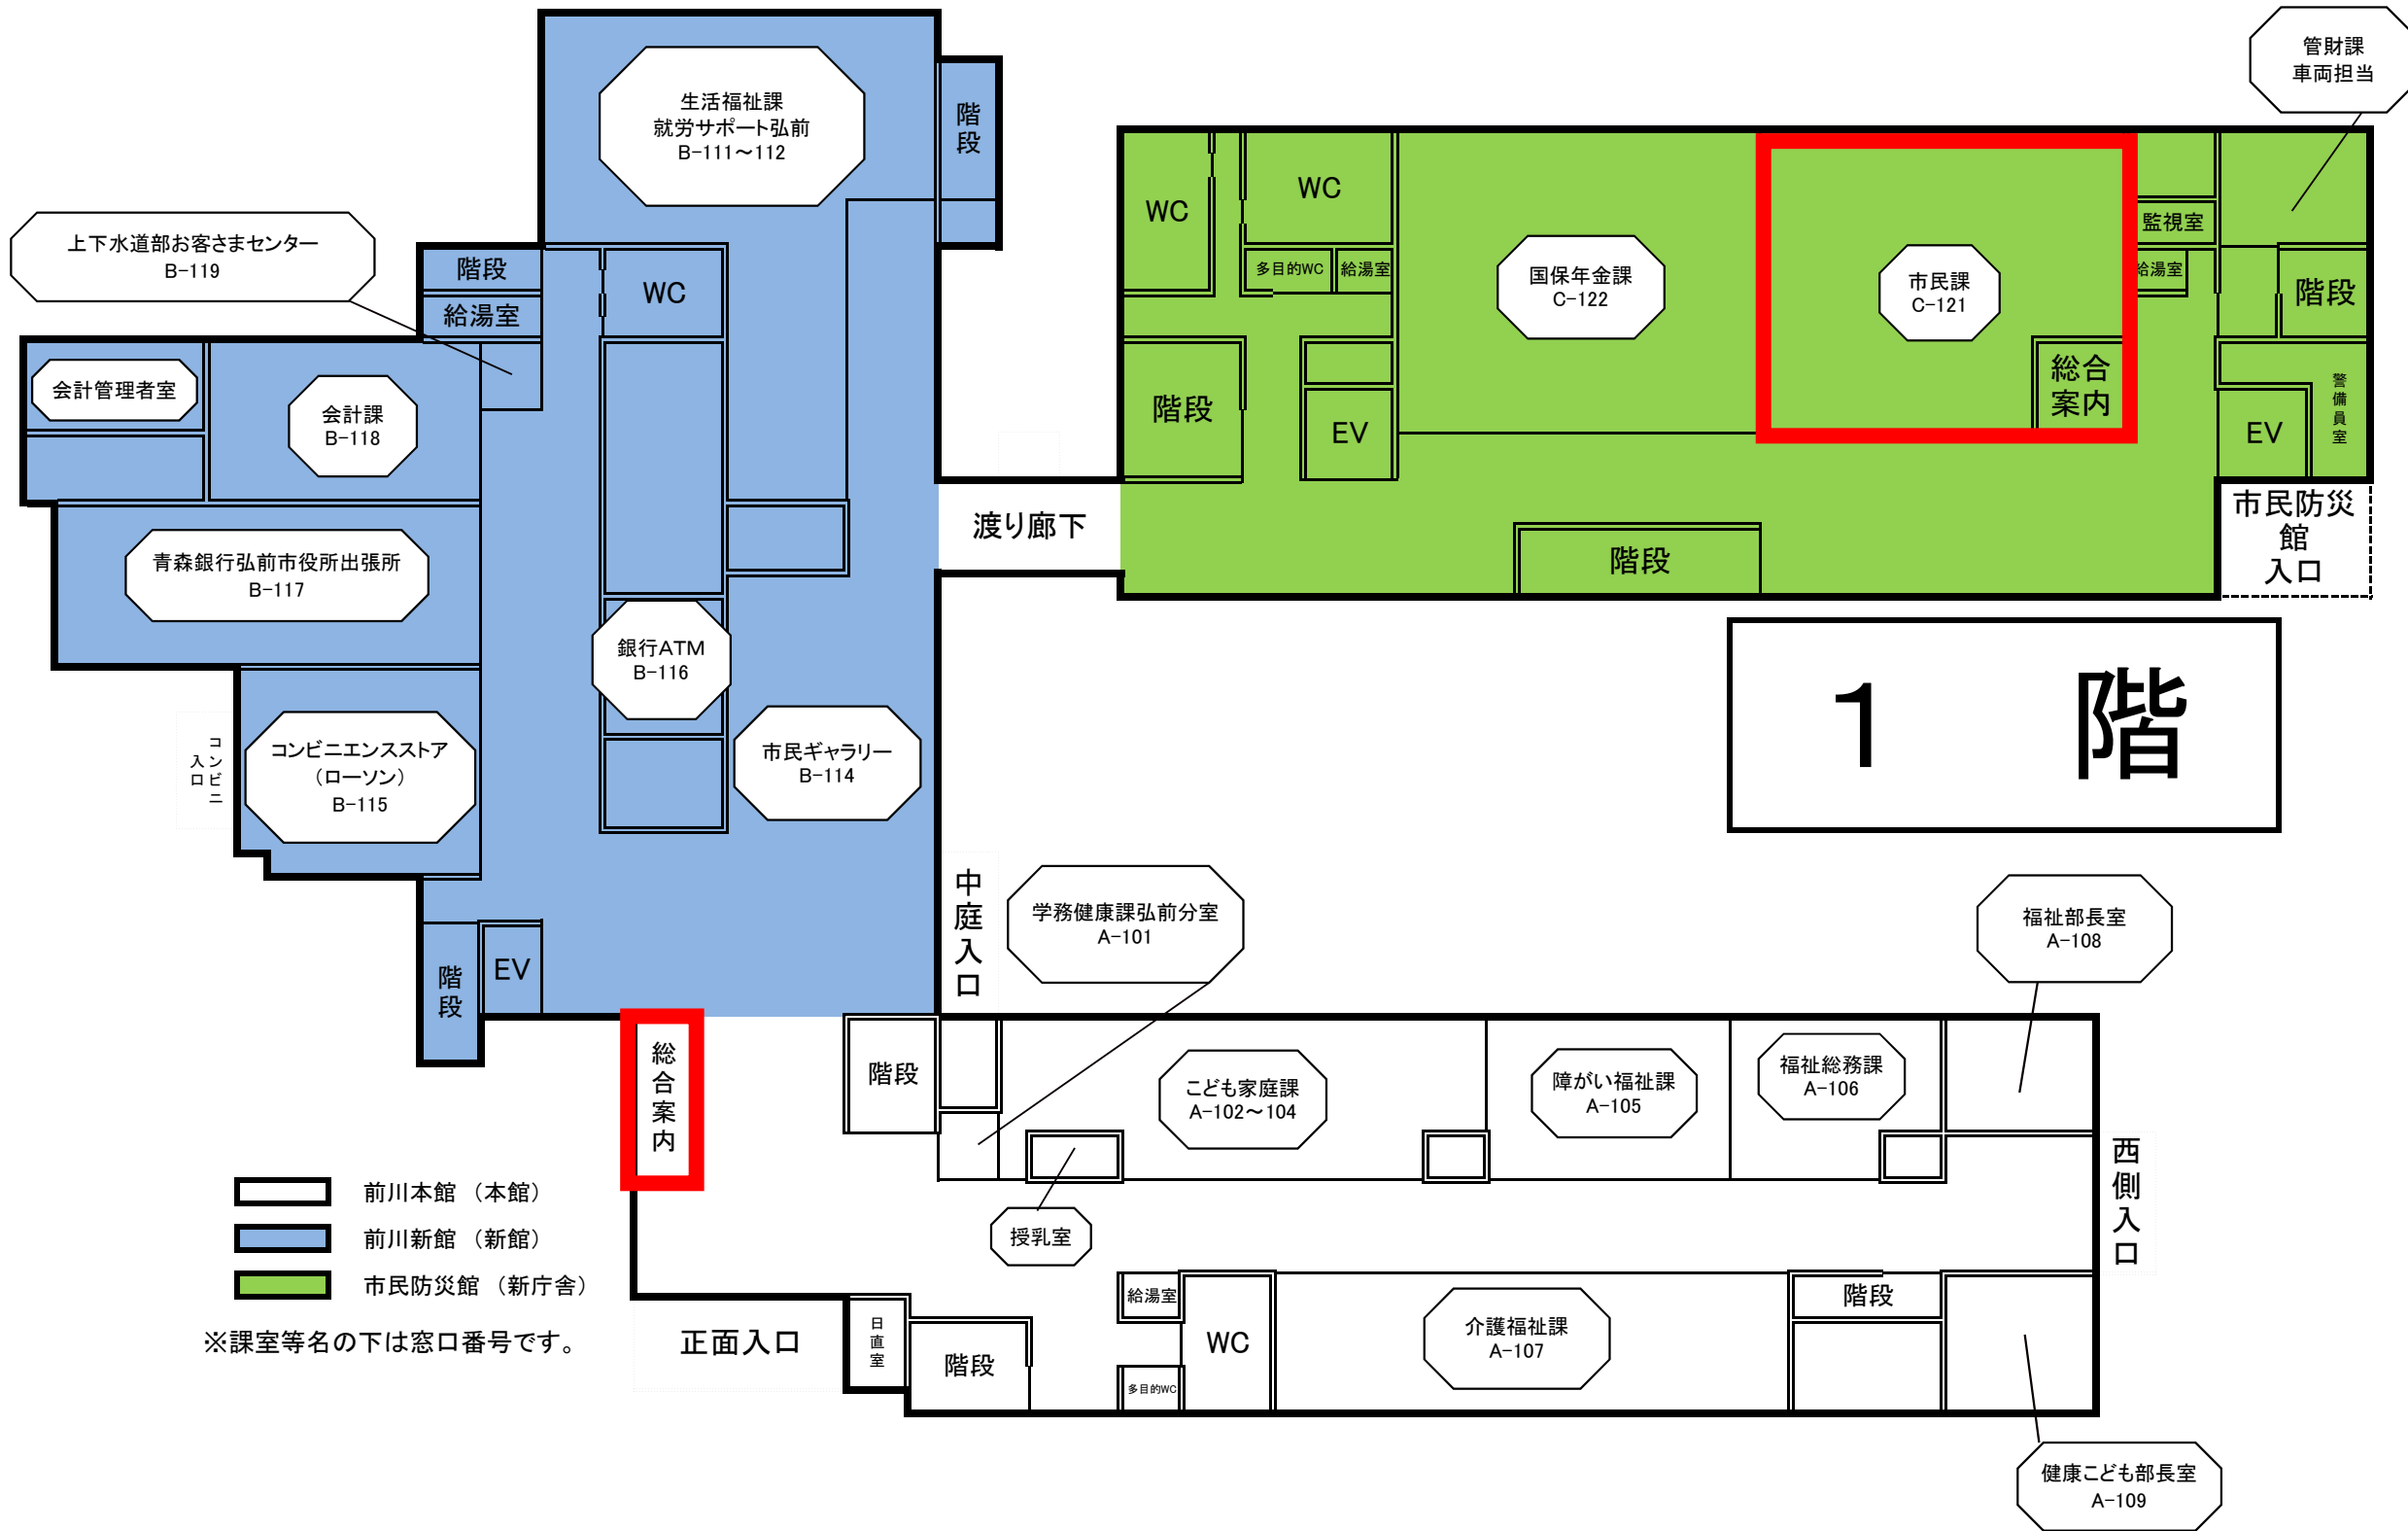 管財課
車両担当
生活福祉課
就労サポート弘前
B-111～112
階段
WC
WC
多目的WC
給湯室
国保年金課
C-122
市民課
C-121
監視室
給湯室
階段
総合案内
階段
EV
EV
警備員室
上下水道部お客さまセンター
B-119
階段
給湯室
WC
会計管理者室
会計課
B-118
渡り廊下
階段
市民防災
館
入口
青森銀行弘前市役所出張所
B-117
銀行ATM
B-116
1 階
コンビニ入口
コンビニエンスストア
（ローソン）
B-115
市民ギャラリー
B-114
中庭入口
学務健康課弘前分室
A-101
福祉部長室
A-108
階段
EV
総合案内
階段
こども家庭課
A-102～104
障がい福祉課
A-105
福祉総務課
A-106
西側入口
前川本館 （本館）
前川新館 （新館）
市民防災館 （新庁舎）
※課室等名の下は窓口番号です。
授乳室
正面入口
日直室
階段
給湯室
多目的WC
WC
介護福祉課
A-107
階段
健康こども部長室
A-109